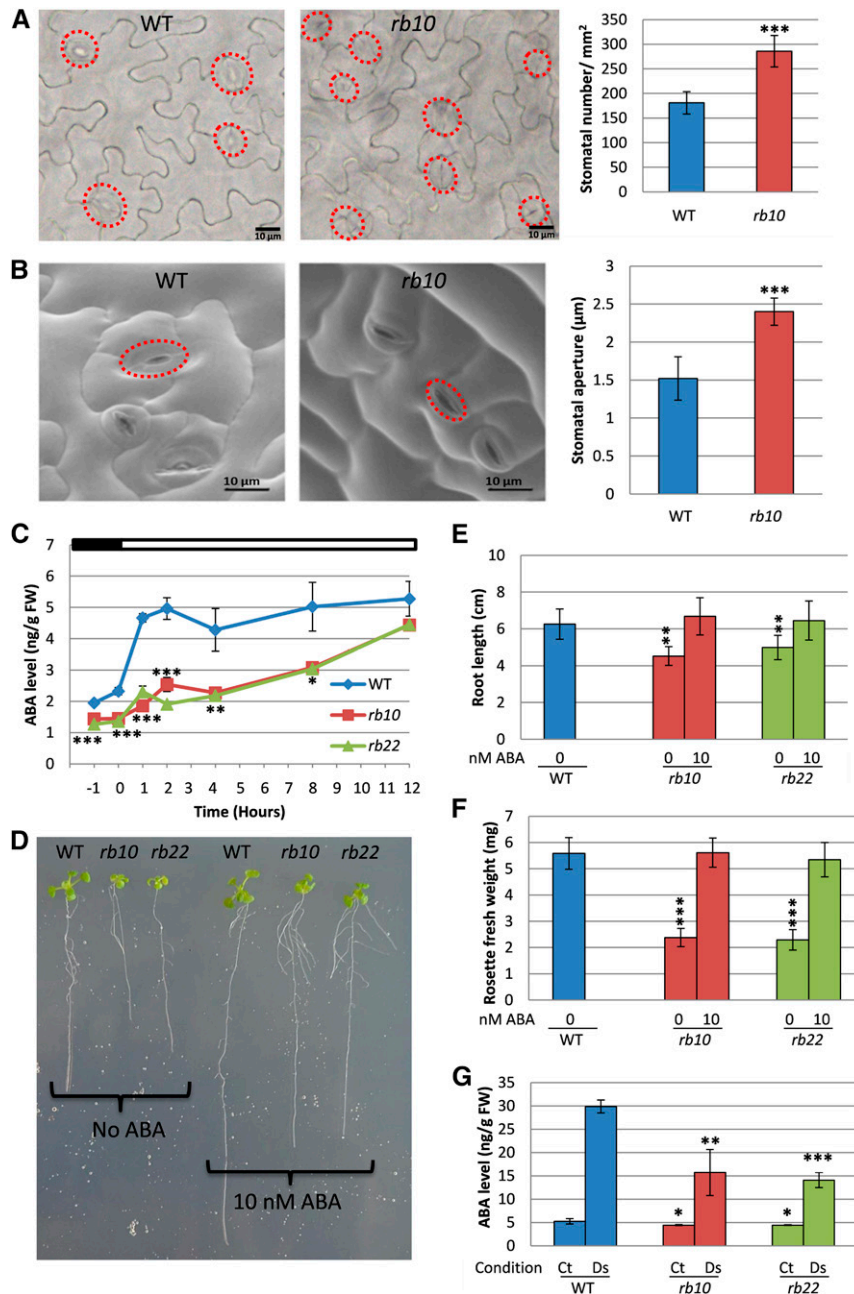 A
WT
rb10
10 µm
10 µm
Stomatal number/ mm²
350
300
250
200
150
100
50
0
***
WT
rb10
B
WT
rb10
10 µm
10 µm
Stomatal aperture (µm)
3
2.5
2
1.5
1
0.5
0
***
WT
rb10
C
ABA level (ng/g FW)
7
6
5
4
3
2
1
0
***
***
***
***
**
*
WT
rb10
rb22
-1 0 1 2 3 4 5 6 7 8 9 10 11 12
Time (Hours)
D
WT rb10 rb22 WT rb10 rb22
No ABA
10 nM ABA
E
Root length (cm)
10
8
6
4
2
0
**
**
nM ABA 0 0 10 0 10
WT rb10 rb22
F
Rosette fresh weight (mg)
7
6
5
4
3
2
1
0
***
***
nM ABA 0 0 10 0 10
WT rb10 rb22
G
ABA level (ng/g FW)
35
30
25
20
15
10
5
0
* ** * ***
Condition Ct Ds Ct Ds Ct Ds
WT rb10 rb22